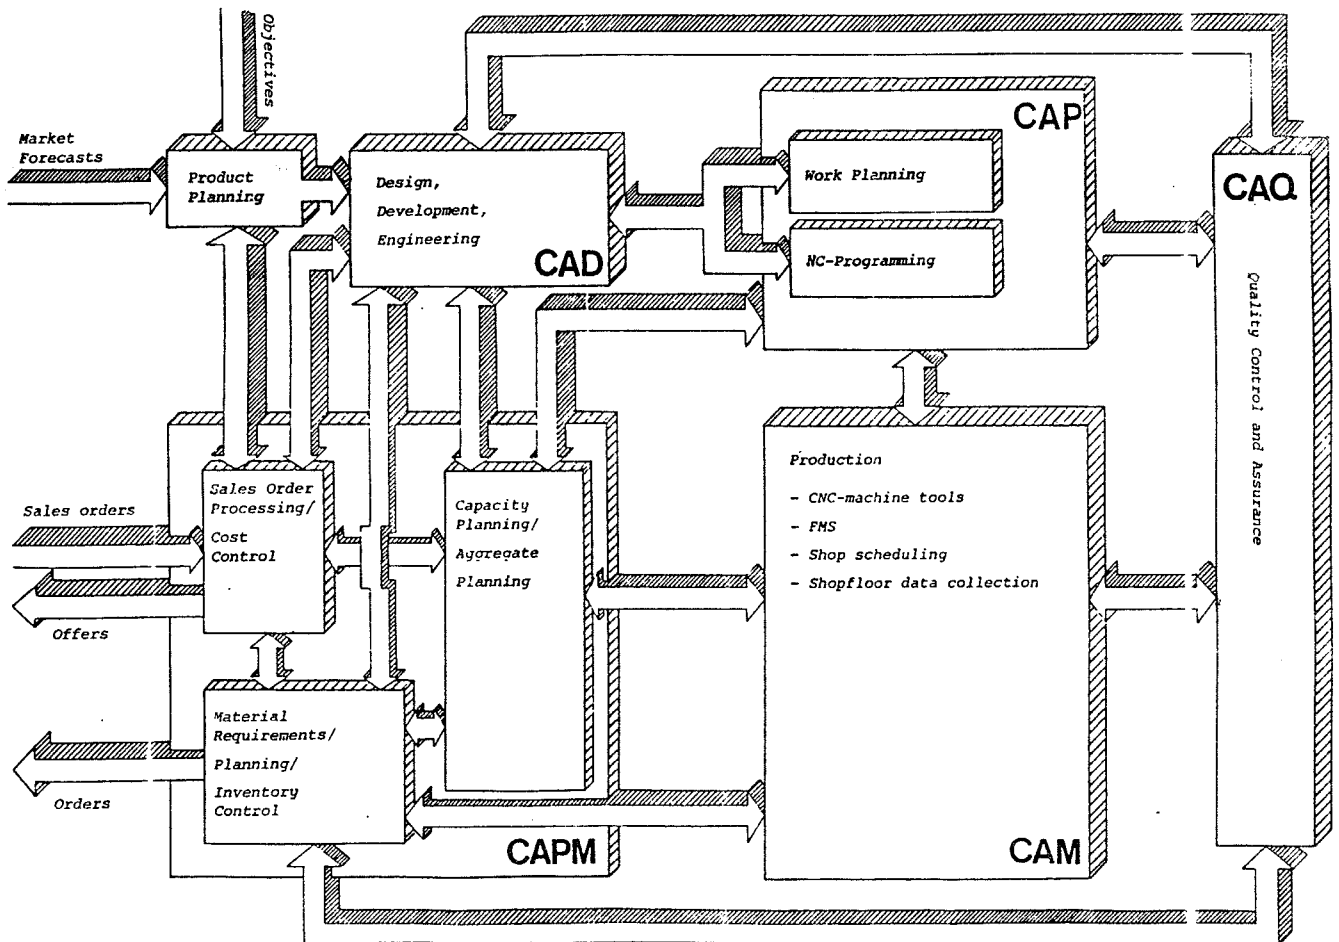 Objectives
Market
Forecasts
Product
Planning
Design,
Development,
Engineering
CAD
CAP
Work Planning
NC-Programming
CAQ
Quality Control and Assurance
Sales orders
Offers
Orders
Sales Order
Processing/
Cost
Control
Capacity
Planning/
Aggregate
Planning
Material
Requirements/
Planning/
Inventory
Control
CAPM
Production
- CNC-machine tools
- FMS
- Shop scheduling
- Shopfloor data collection
CAM